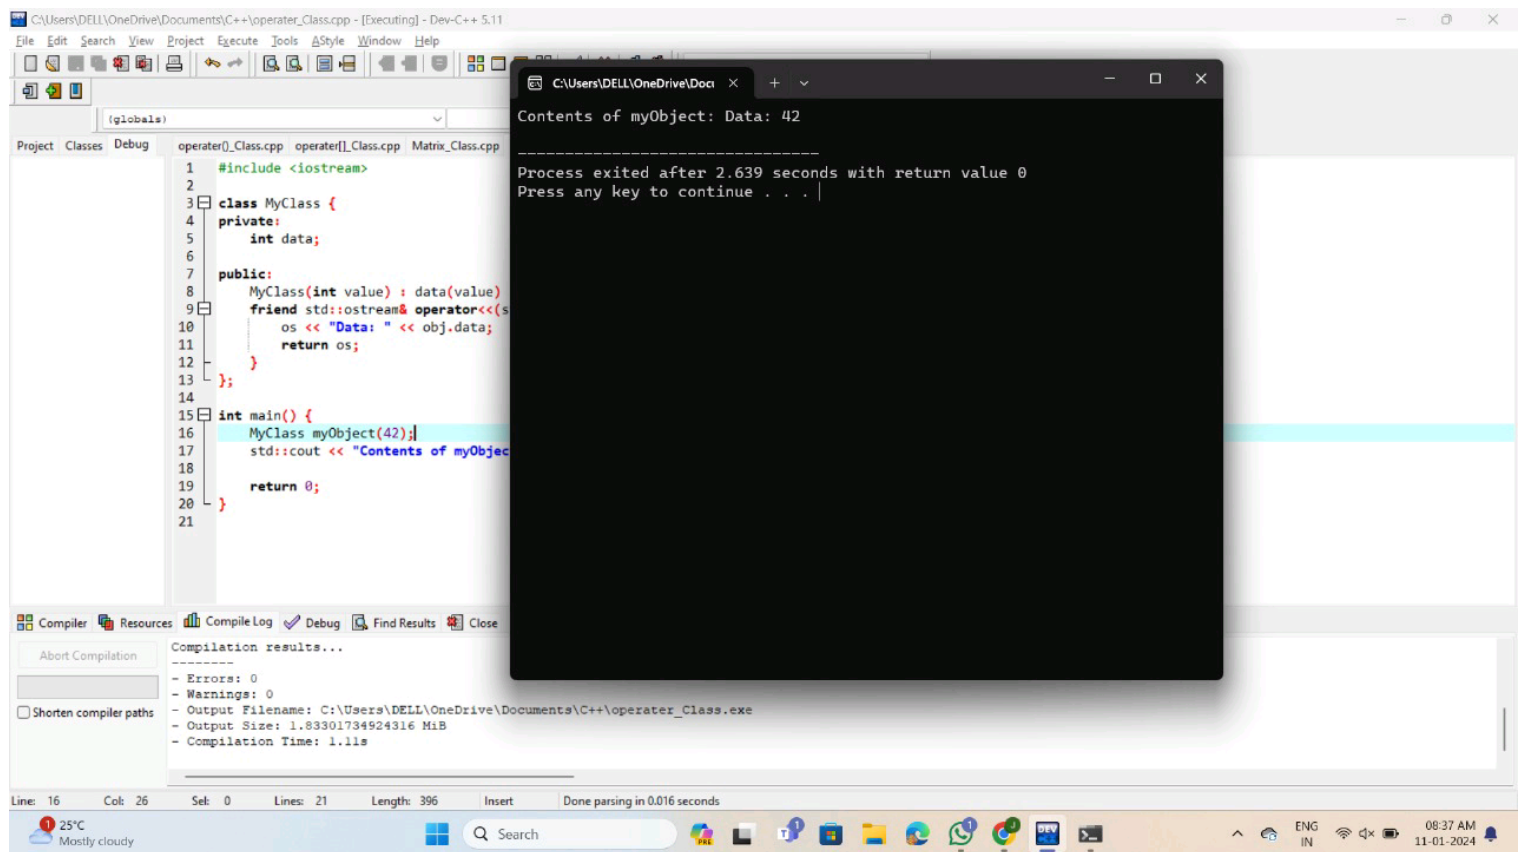 C:\Users\DELL\OneDrive\Documents\C++\operater_Class.cpp - [Executing] - Dev-C++ 5.11
File Edit Search View Project Execute Tools AStyle Window Help
C:\Users\DELL\OneDrive\Doc
(globals)
Project Classes Debug
operater()_Class.cpp operater[]_Class.cpp Matrix_Class.cpp
1 #include <iostream>
2
3 class MyClass {
4 private:
5 int data;
6
7 public:
8 MyClass(int value) : data(value)
9 friend std::ostream& operator<<(s
10 os << "Data: " << obj.data;
11 return os;
12 }
13 };
14
15 int main() {
16 MyClass myObject(42);
17 std::cout << "Contents of myObjec
18
19 return 0;
20 }
21
Contents of myObject: Data: 42
--------------------------------
Process exited after 2.639 seconds with return value 0
Press any key to continue . . .
Compiler Resources Compile Log Debug Find Results Close
Abort Compilation
Shorten compiler paths
Compilation results...
--------
- Errors: 0
- Warnings: 0
- Output Filename: C:\Users\DELL\OneDrive\Documents\C++\operater_Class.exe
- Output Size: 1.83301734924316 MiB
- Compilation Time: 1.11s
Line: 16 Col: 26 Sel: 0 Lines: 21 Length: 396 Insert Done parsing in 0.016 seconds
1
25°C
Mostly cloudy
Search
PRE
1
1
J
DEV
ENG
IN
08:37 AM
11-01-2024